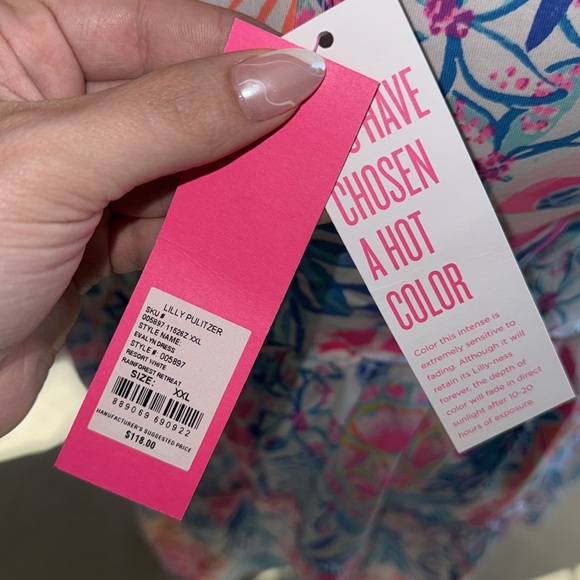 LILLY PULITZER
SKU #
005897 11526Z XXL
STYLE NAME:
EVALYN DRESS
STYLE #: 005897
RESORT WHITE
RAINFOREST RETREAT
SIZE: XXL
889069 690922
MANUFACTURER'S SUGGESTED PRICE
$118.00
HAVE
CHOSEN
A HOT
COLOR
Color this intense is
extremely sensitive to
fading. Although it will
retain its Lilly-ness
forever, the depth of
color will fade in direct
sunlight after 10-20
hours of exposure.